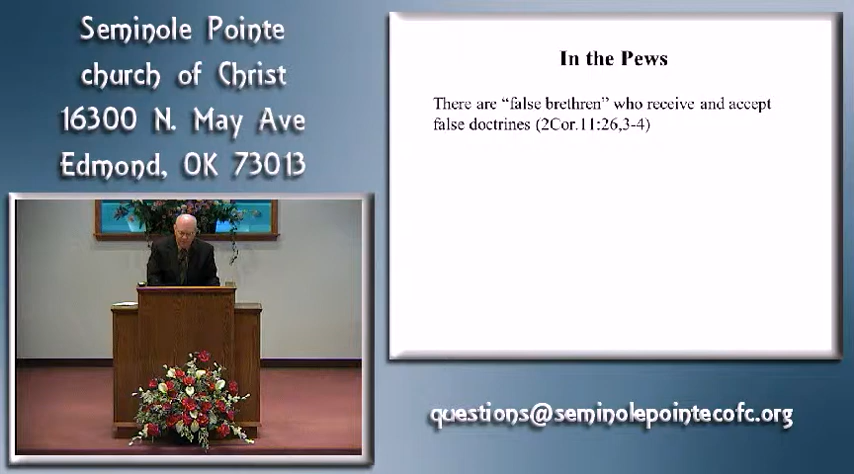 Seminole Pointe
church of Christ
16300 N. May Ave
Edmond, OK 73013
In the Pews
There are “false brethren” who receive and accept
false doctrines (2Cor.11:26,3-4)
questions@seminolepointecofc.org